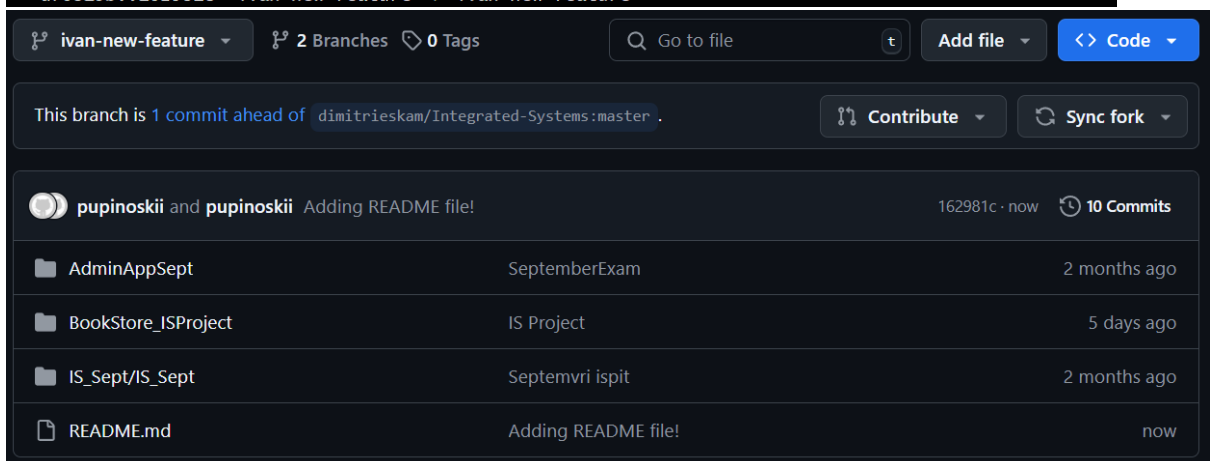 ivan-new-feature 2 Branches 0 Tags Go to file t Add file <> Code
This branch is 1 commit ahead of dimitrieskam/Integrated-Systems:master .
Contribute Sync fork
pupinoskii and pupinoskii Adding README file! 162981c · now 10 Commits
AdminAppSept SeptemberExam 2 months ago
BookStore_ISProject IS Project 5 days ago
IS_Sept/IS_Sept Septemvri ispit 2 months ago
README.md Adding README file! now